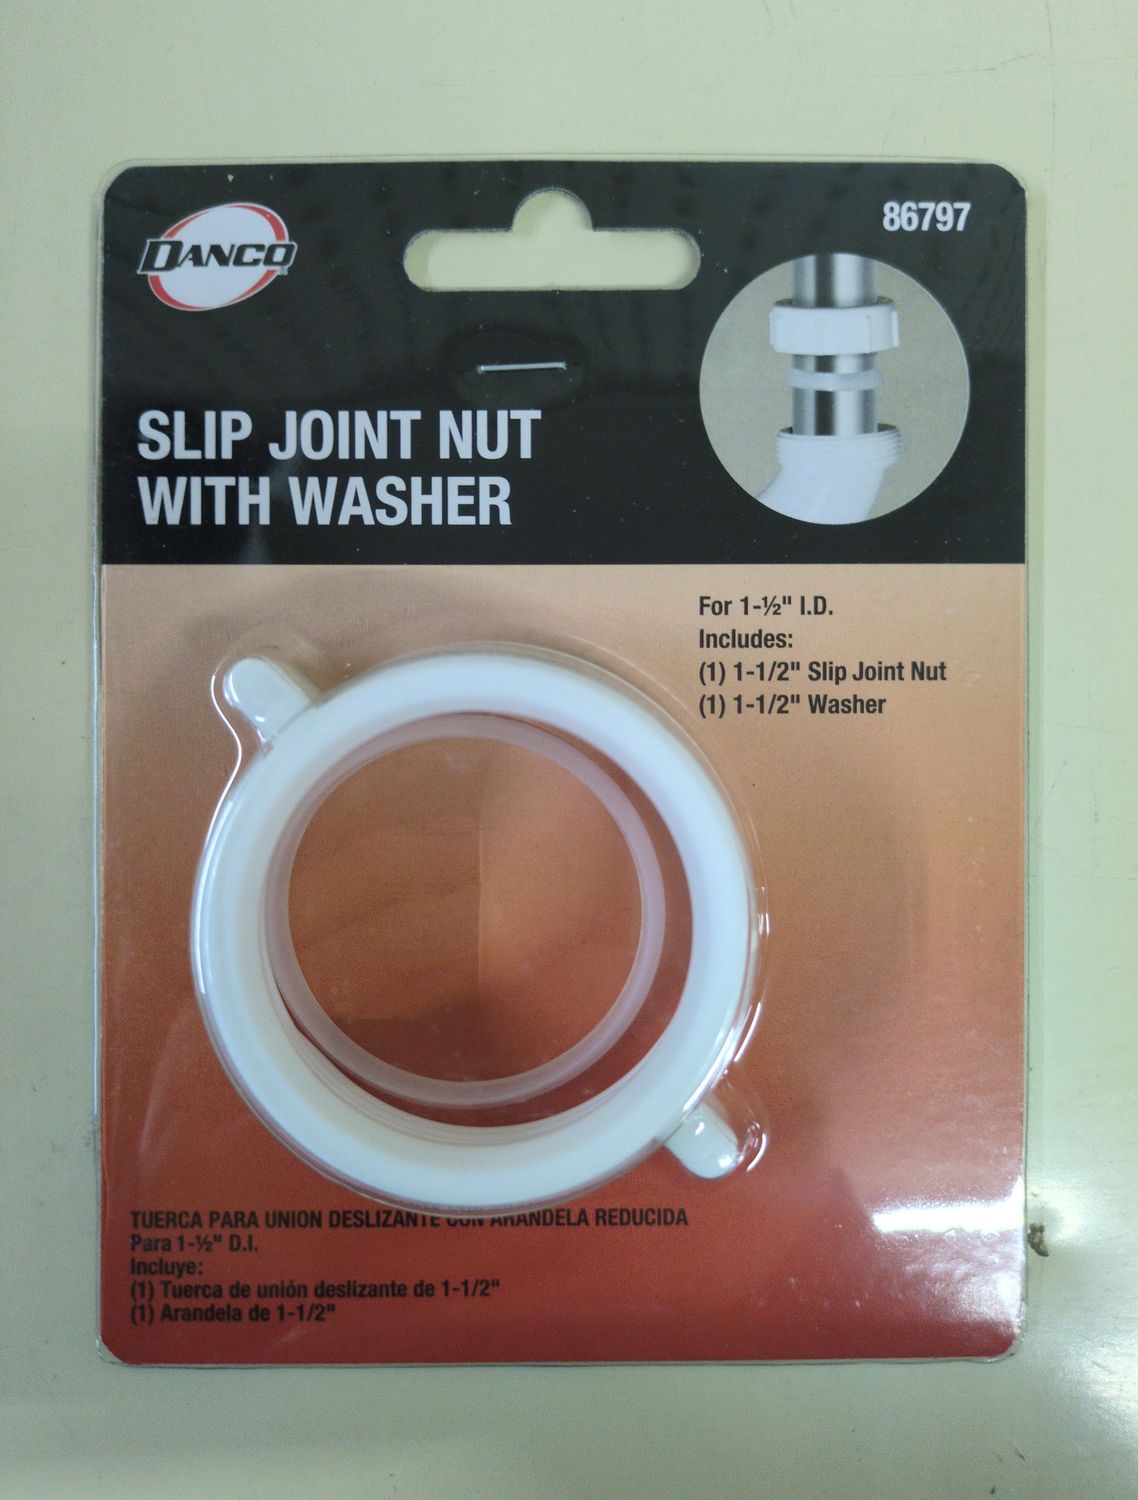 DANCO
86797
SLIP JOINT NUT
WITH WASHER
For 1-½" I.D.
Includes:
(1) 1-1/2" Slip Joint Nut
(1) 1-1/2" Washer
TUERCA PARA UNION DESLIZANTE CON ARANDELA REDUCIDA
Para 1-½" D.I.
Incluye:
(1) Tuerca de unión deslizante de 1-1/2"
(1) Arandela de 1-1/2"